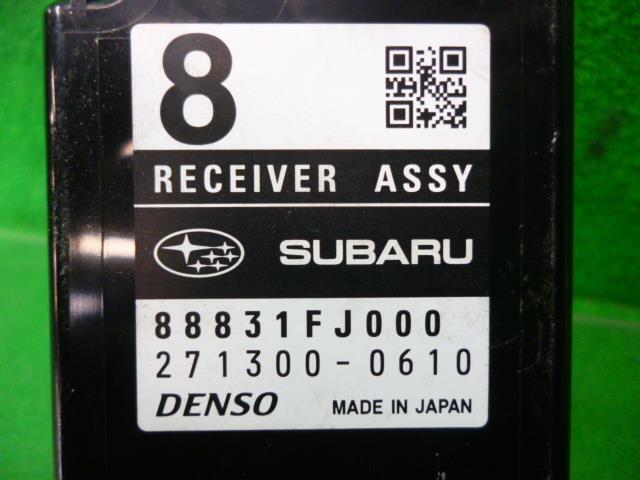 8
RECEIVER ASSY
SUBARU
88831FJ000
271300-0610
DENSO MADE IN JAPAN